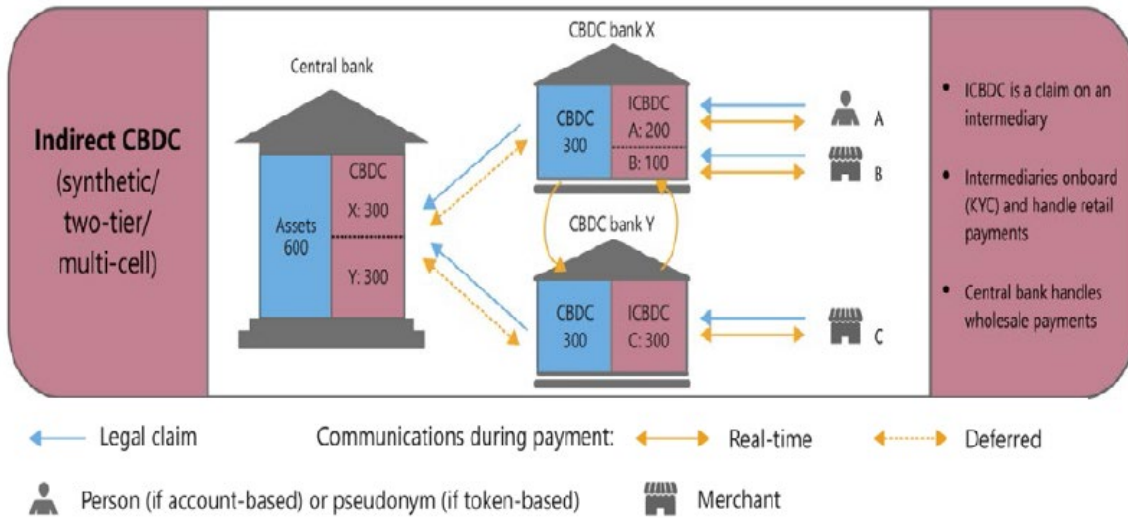 Indirect CBDC
(synthetic/
two-tier/
multi-cell)
Central bank
Assets
600
CBDC
X: 300
Y: 300
CBDC bank X
CBDC
300
ICBDC
A: 200
B: 100
CBDC bank Y
CBDC
300
ICBDC
C: 300
A
B
C
• ICBDC is a claim on an
intermediary
• Intermediaries onboard
(KYC) and handle retail
payments
• Central bank handles
wholesale payments
Legal claim
Communications during payment:
Real-time
Deferred
Person (if account-based) or pseudonym (if token-based)
Merchant